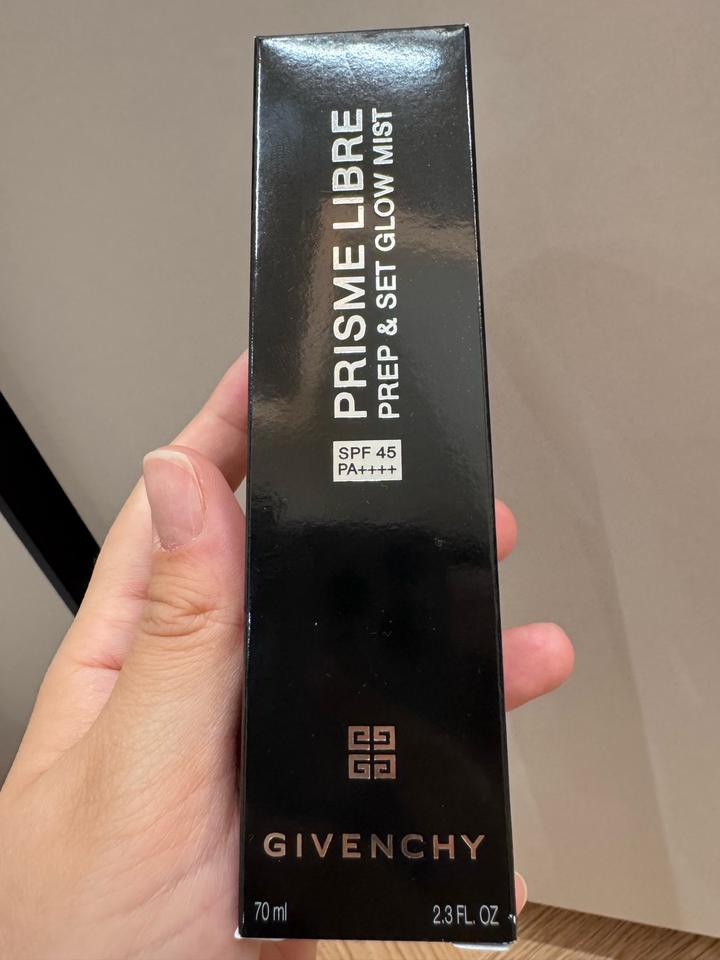 PRISME LIBRE
PREP & SET GLOW MIST
SPF 45
PA++++
GIVENCHY
70 ml
2.3 FL. OZ